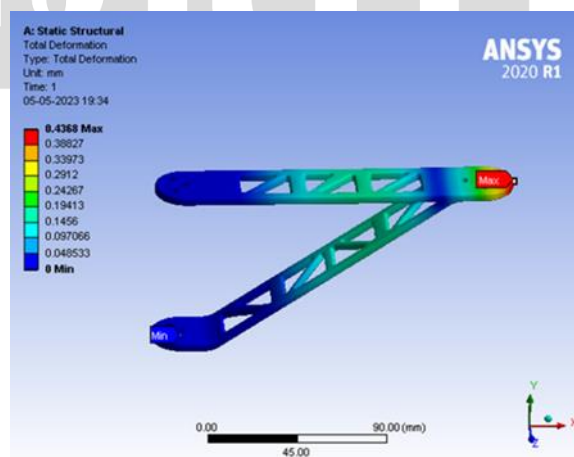 A: Static Structural
Total Deformation
Type: Total Deformation
Unit: mm
Time: 1
05-05-2023 19:34
ANSYS
2020 R1
0.4368 Max
0.38827
0.33973
0.2912
0.24267
0.19413
0.1456
0.097066
0.048533
0 Min
Max
Min
0.00
90.00 (mm)
45.00
Y
X
Z